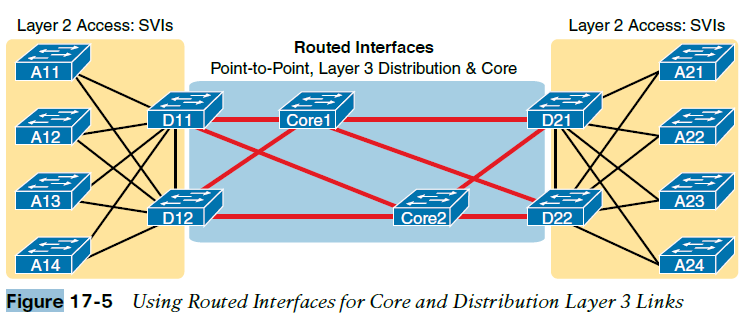 Layer 2 Access: SVIs
Layer 2 Access: SVIs
Routed Interfaces
Point-to-Point, Layer 3 Distribution & Core
A11
A21
D11
Core1
D21
A12
A22
A13
A23
D12
Core2
D22
A14
A24
Figure 17-5 Using Routed Interfaces for Core and Distribution Layer 3 Links